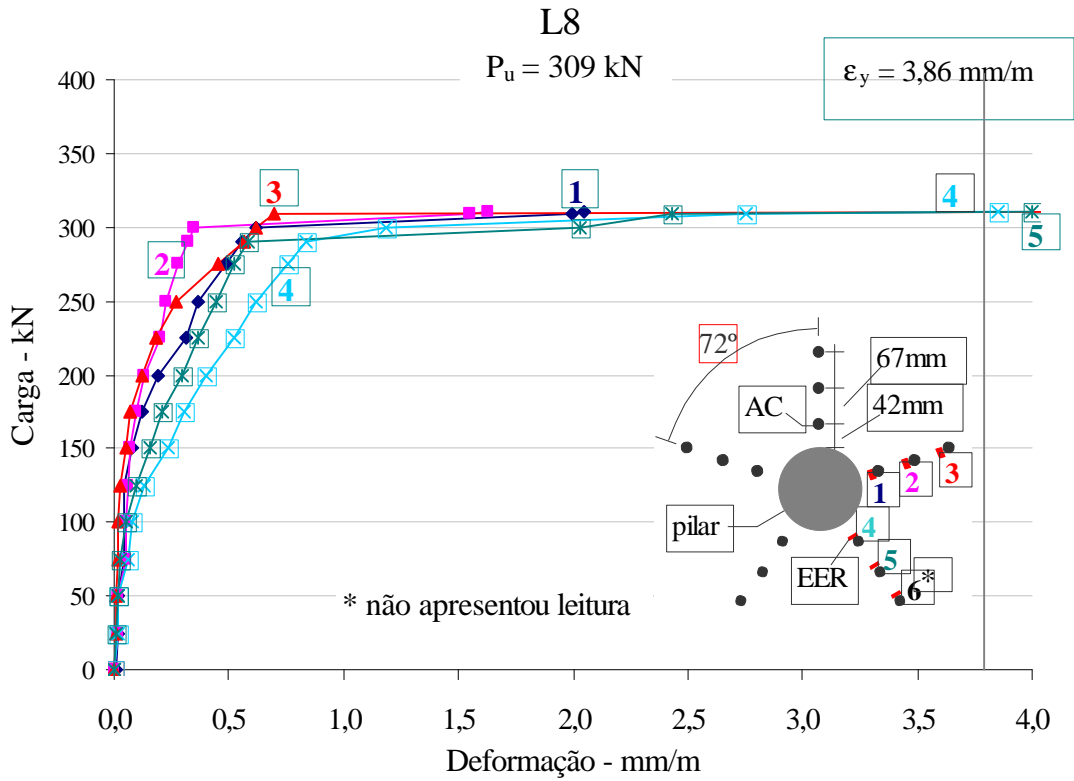 L8
P_u = 309 kN
ε_y = 3,86 mm/m
Carga - kN
400
350
300
250
200
150
100
50
0
3
1
4
5
2
4
72º
67mm
AC
42mm
1
2
3
pilar
4
EER
5
6*
* não apresentou leitura
0,0
0,5
1,0
1,5
2,0
2,5
3,0
3,5
4,0
Deformação - mm/m